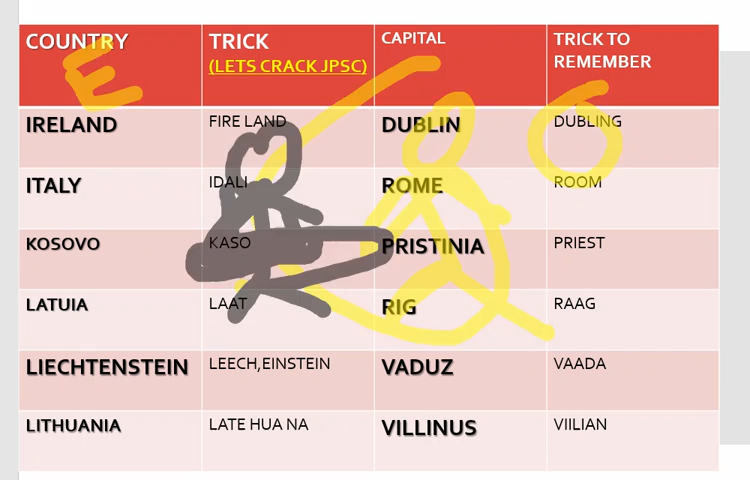 COUNTRY TRICK CAPITAL TRICK TO
(LETS CRACK JPSC) REMEMBER
IRELAND FIRE LAND DUBLIN DUBLING
ITALY IDALI ROME ROOM
KOSOVO KASO PRISTINIA PRIEST
LATUIA LAAT RIG RAAG
LIECHTENSTEIN LEECH,EINSTEIN VADUZ VAADA
LITHUANIA LATE HUA NA VILLINUS VIILIAN